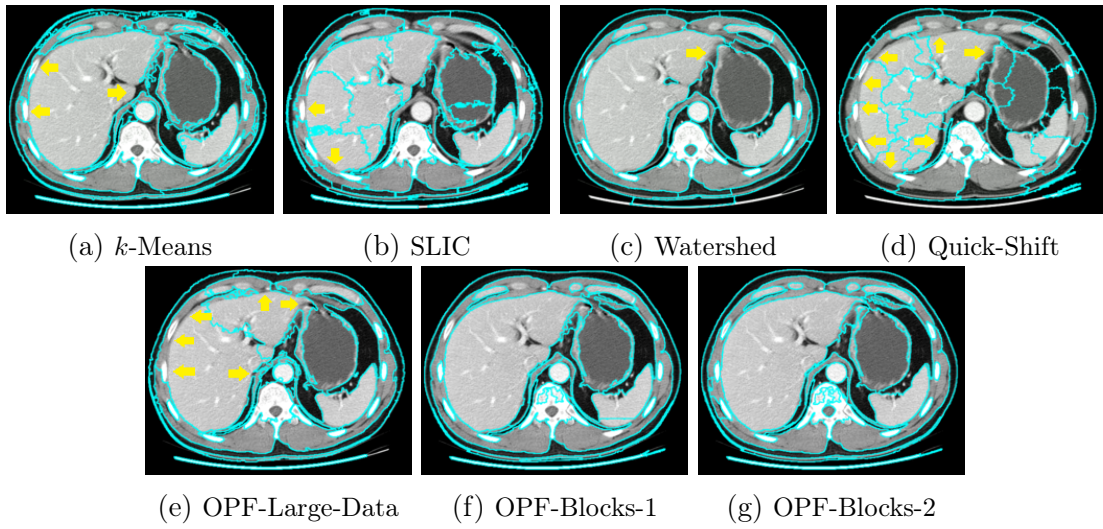 (a) k-Means
(b) SLIC
(c) Watershed
(d) Quick-Shift
(e) OPF-Large-Data
(f) OPF-Blocks-1
(g) OPF-Blocks-2